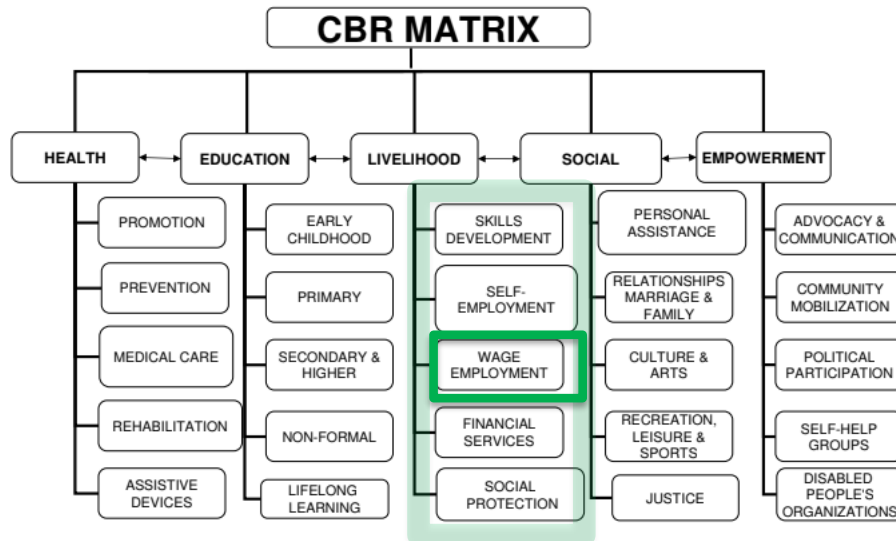 CBR MATRIX
HEALTH
EDUCATION
LIVELIHOOD
SOCIAL
EMPOWERMENT
PROMOTION
PREVENTION
MEDICAL CARE
REHABILITATION
ASSISTIVE
DEVICES
EARLY
CHILDHOOD
PRIMARY
SECONDARY &
HIGHER
NON-FORMAL
LIFELONG
LEARNING
SKILLS
DEVELOPMENT
SELF-
EMPLOYMENT
WAGE
EMPLOYMENT
FINANCIAL
SERVICES
SOCIAL
PROTECTION
PERSONAL
ASSISTANCE
RELATIONSHIPS
MARRIAGE &
FAMILY
CULTURE &
ARTS
RECREATION,
LEISURE &
SPORTS
JUSTICE
ADVOCACY &
COMMUNICATION
COMMUNITY
MOBILIZATION
POLITICAL
PARTICIPATION
SELF-HELP
GROUPS
DISABLED
PEOPLE'S
ORGANIZATIONS